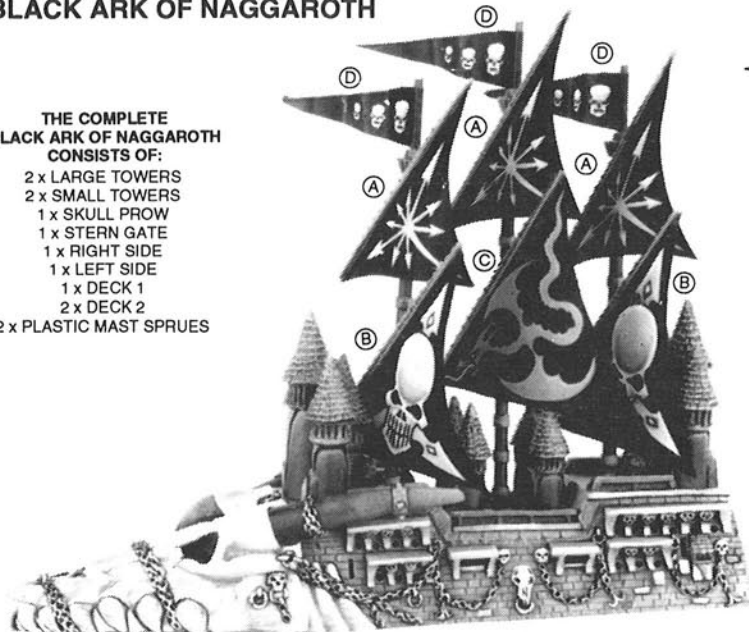 BLACK ARK OF NAGGAROTH
THE COMPLETE
LACK ARK OF NAGGAROTH
CONSISTS OF:
2 x LARGE TOWERS
2 x SMALL TOWERS
1 x SKULL PROW
1 x STERN GATE
1 x RIGHT SIDE
1 x LEFT SIDE
1 x DECK 1
2 x DECK 2
2 x PLASTIC MAST SPRUES
D
D
D
A
A
A
C
B
B